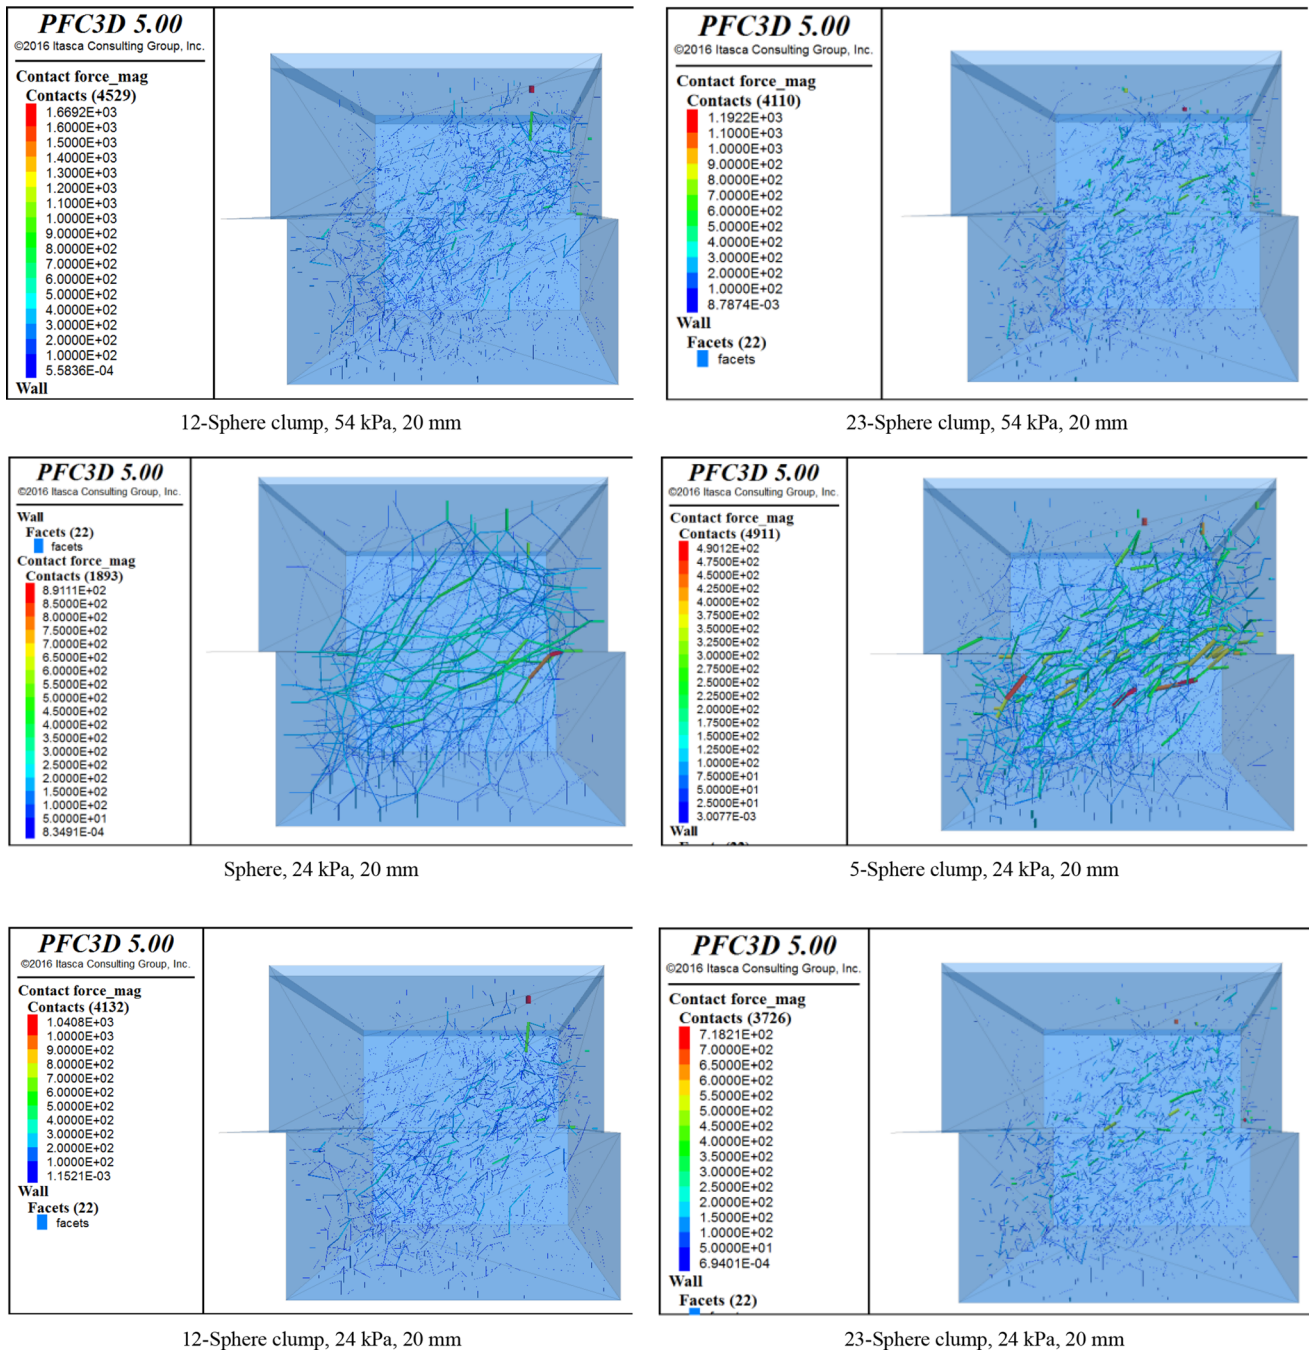 PFC3D 5.00
©2016 Itasca Consulting Group, Inc.
Contact force_mag
Contacts (4529)
1.6692E+03
1.6000E+03
1.5000E+03
1.4000E+03
1.3000E+03
1.2000E+03
1.1000E+03
1.0000E+03
9.0000E+02
8.0000E+02
7.0000E+02
6.0000E+02
5.0000E+02
4.0000E+02
3.0000E+02
2.0000E+02
1.0000E+02
5.5836E-04
Wall
12-Sphere clump, 54 kPa, 20 mm
PFC3D 5.00
©2016 Itasca Consulting Group, Inc.
Contact force_mag
Contacts (4110)
1.1922E+03
1.1000E+03
1.0000E+03
9.0000E+02
8.0000E+02
7.0000E+02
6.0000E+02
5.0000E+02
4.0000E+02
3.0000E+02
2.0000E+02
1.0000E+02
8.7874E-03
Wall
Facets (22)
facets
23-Sphere clump, 54 kPa, 20 mm
PFC3D 5.00
©2016 Itasca Consulting Group, Inc.
Wall
Facets (22)
facets
Contact force_mag
Contacts (1893)
8.9111E+02
8.5000E+02
8.0000E+02
7.5000E+02
7.0000E+02
6.5000E+02
6.0000E+02
5.5000E+02
5.0000E+02
4.5000E+02
4.0000E+02
3.5000E+02
3.0000E+02
2.5000E+02
2.0000E+02
1.5000E+02
1.0000E+02
5.0000E+01
8.3491E-04
Sphere, 24 kPa, 20 mm
PFC3D 5.00
©2016 Itasca Consulting Group, Inc.
Contact force_mag
Contacts (4911)
4.9012E+02
4.7500E+02
4.5000E+02
4.2500E+02
4.0000E+02
3.7500E+02
3.5000E+02
3.2500E+02
3.0000E+02
2.7500E+02
2.5000E+02
2.2500E+02
2.0000E+02
1.7500E+02
1.5000E+02
1.2500E+02
1.0000E+02
7.5000E+01
5.0000E+01
2.5000E+01
3.0077E-03
Wall
5-Sphere clump, 24 kPa, 20 mm
PFC3D 5.00
©2016 Itasca Consulting Group, Inc.
Contact force_mag
Contacts (4132)
1.0408E+03
1.0000E+03
9.0000E+02
8.0000E+02
7.0000E+02
6.0000E+02
5.0000E+02
4.0000E+02
3.0000E+02
2.0000E+02
1.0000E+02
1.1521E-03
Wall
Facets (22)
facets
12-Sphere clump, 24 kPa, 20 mm
PFC3D 5.00
©2016 Itasca Consulting Group, Inc.
Contact force_mag
Contacts (3726)
7.1821E+02
7.0000E+02
6.5000E+02
6.0000E+02
5.5000E+02
5.0000E+02
4.5000E+02
4.0000E+02
3.5000E+02
3.0000E+02
2.5000E+02
2.0000E+02
1.5000E+02
1.0000E+02
5.0000E+01
6.9401E-04
Wall
Facets (22)
23-Sphere clump, 24 kPa, 20 mm